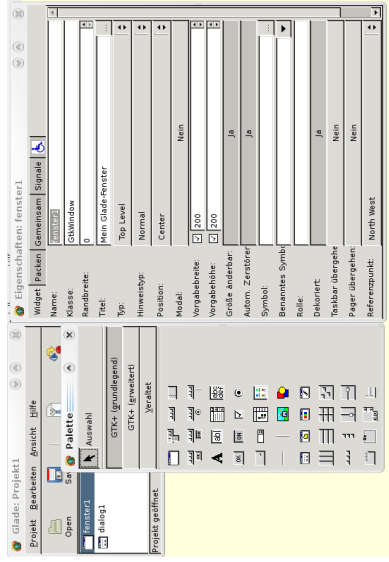 Glade: Projekt1
Projekt Bearbeiten Ansicht Hilfe
Open
Palette
Auswahl
GTK+ (grundlegend)
GTK+ (erweitert)
Veraltet
fenster1
dialog1
Projekt geöffnet.
Eigenschaften: fenster1
Widget Packen Gemeinsam Signale
Name: fenster1
Klasse: GtkWindow
Randbreite: 0
Titel: Mein Glade-Fenster ...
Typ: Top Level
Hinweistyp: Normal
Position: Center
Modal: Nein
Vorgabebreite: 200
Vorgabehöhe: 200
Größe änderbar: Ja
Autom. Zerstören Ja
Symbol: ...
Benanntes Symbo
Rolle:
Dekoriert: Ja
Taskbar übergehe Nein
Pager übergehen: Nein
Referenzpunkt: North West